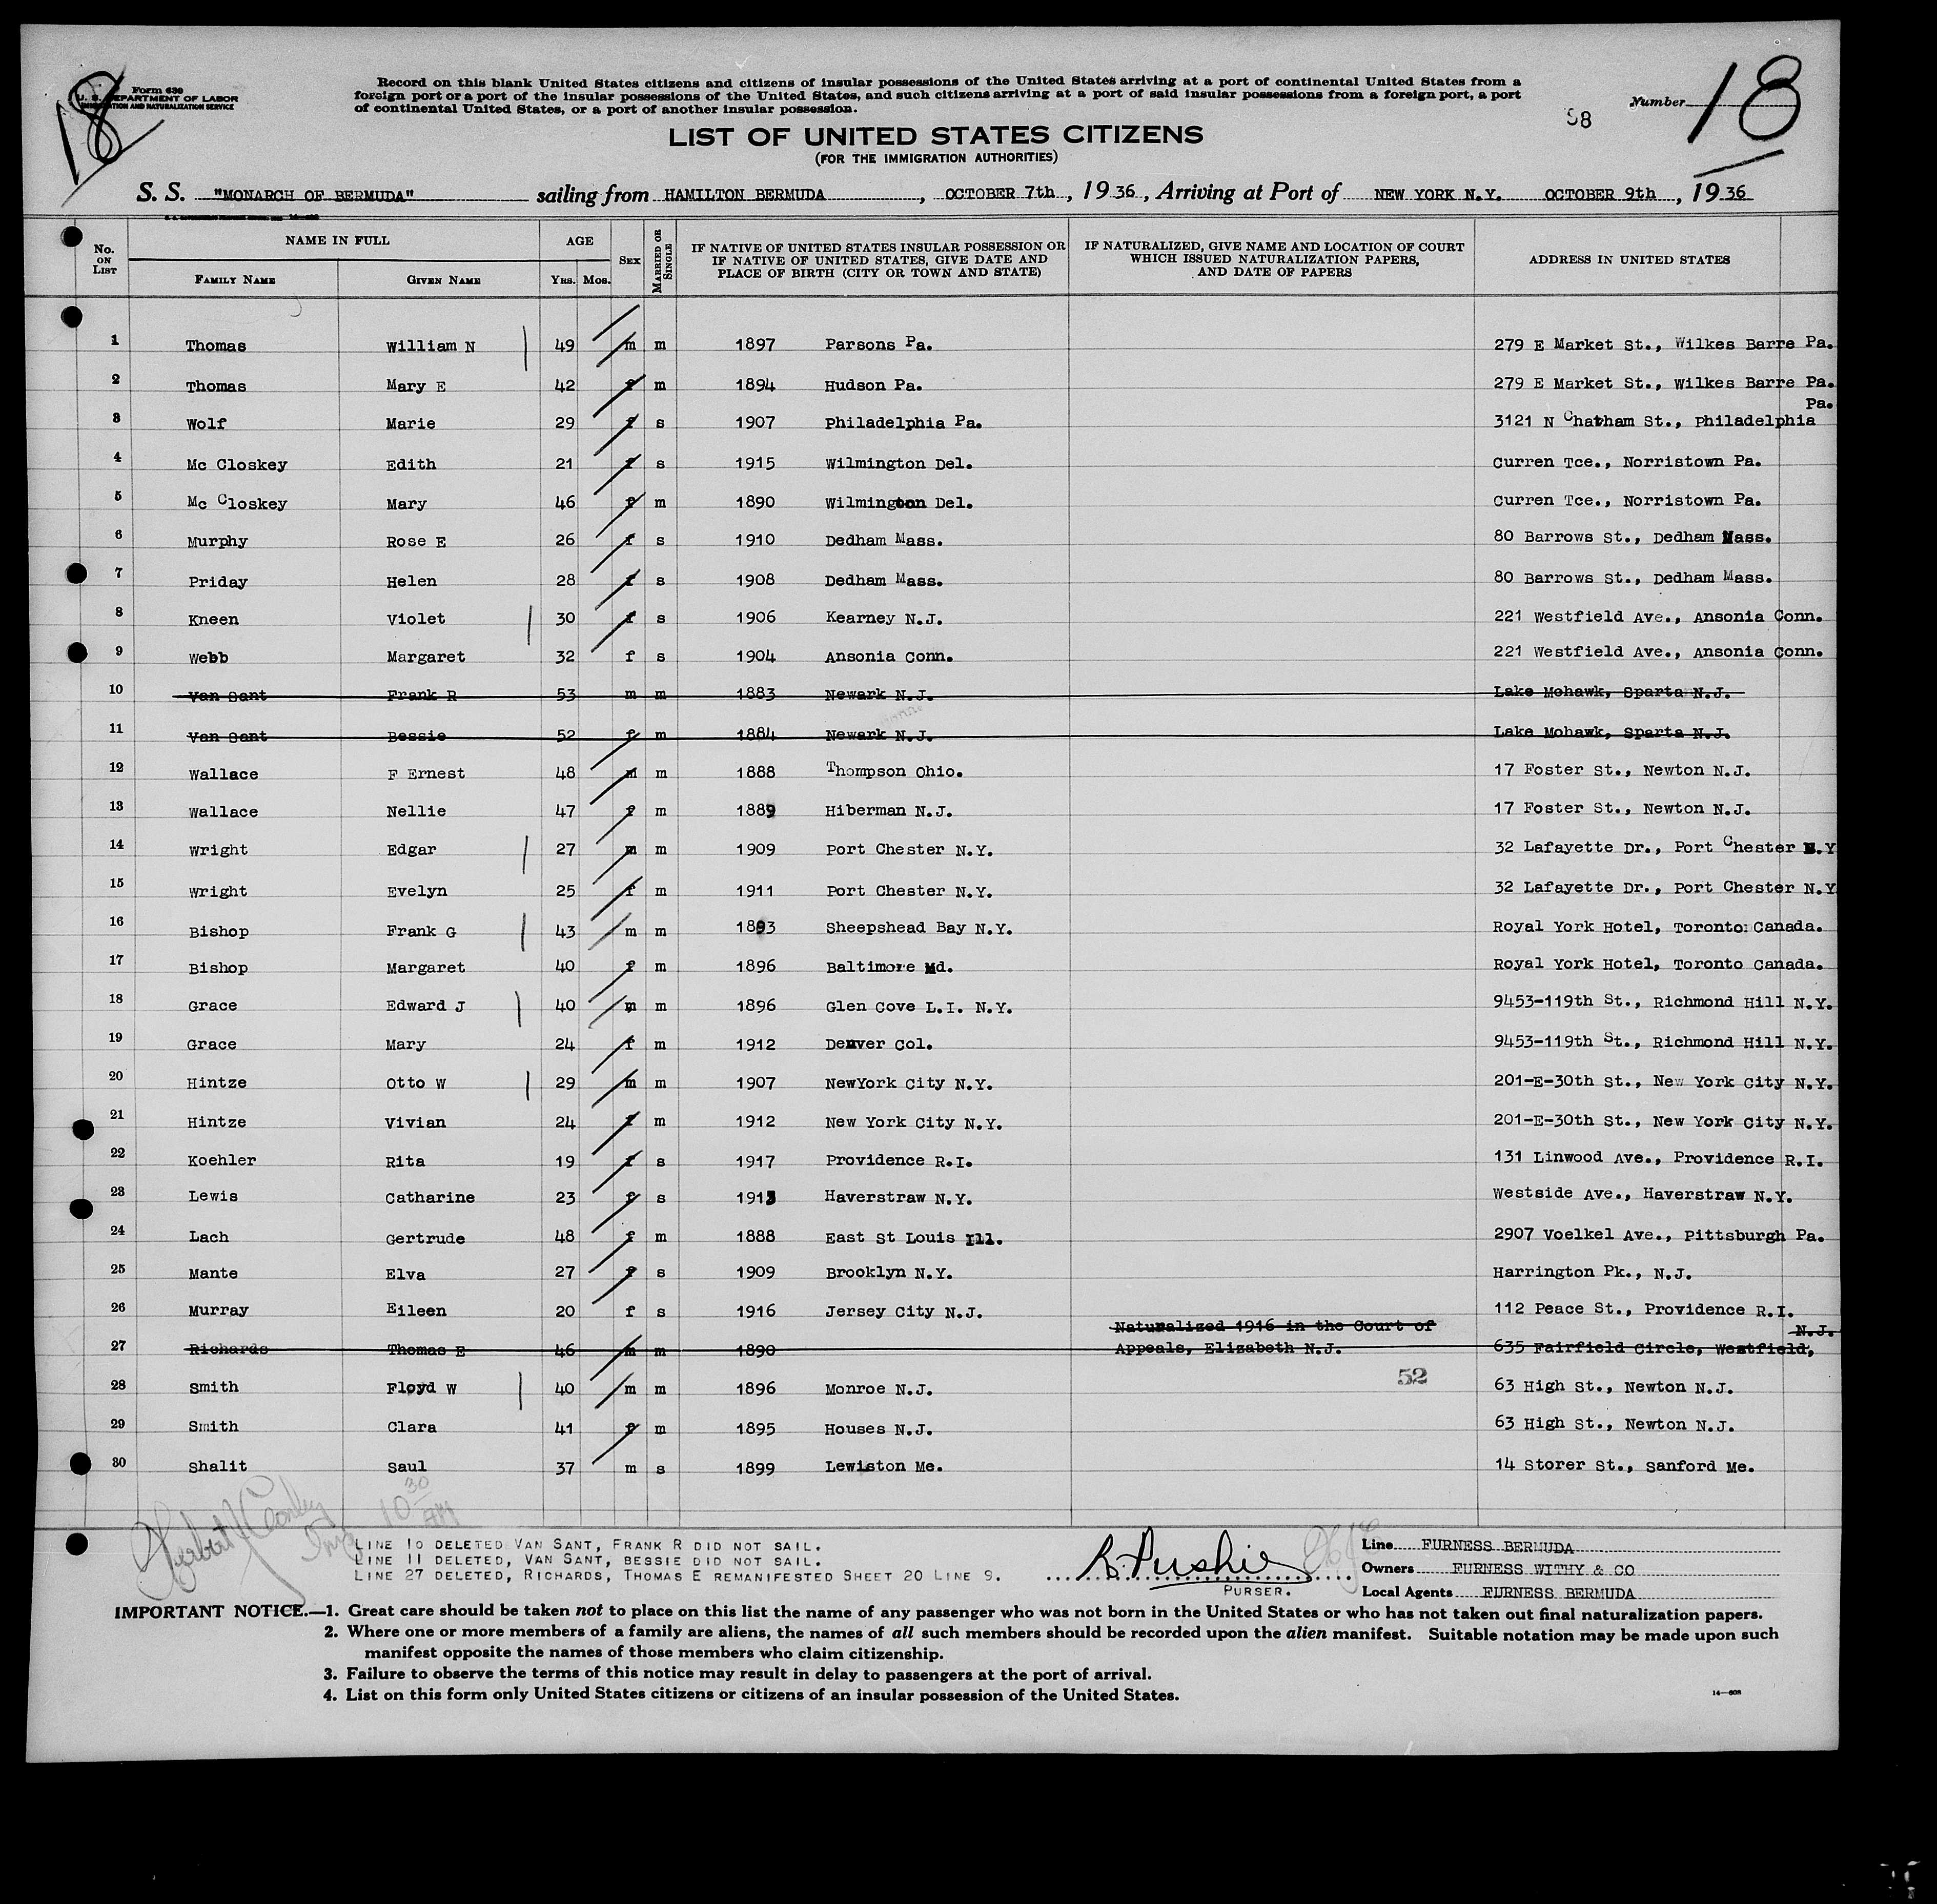 18
Form 630
U. S. DEPARTMENT OF LABOR
IMMIGRATION AND NATURALIZATION SERVICE
Record on this blank United States citizens and citizens of insular possessions of the United States arriving at a port of continental United States from a
foreign port or a port of the insular possessions of the United States, and such citizens arriving at a port of said insular possessions from a foreign port, a port
of continental United States, or a port of another insular possession.
98
Number 18
LIST OF UNITED STATES CITIZENS
(FOR THE IMMIGRATION AUTHORITIES)
S. S. "MONARCH OF BERMUDA" sailing from HAMILTON BERMUDA, OCTOBER 7th, 1936, Arriving at Port of NEW YORK N.Y. OCTOBER 9th, 1936
No. ON LIST
NAME IN FULL
FAMILY NAME GIVEN NAME
AGE
YRS. MOS.
SEX
MARRIED OR SINGLE
IF NATIVE OF UNITED STATES INSULAR POSSESSION OR
IF NATIVE OF UNITED STATES, GIVE DATE AND
PLACE OF BIRTH (CITY OR TOWN AND STATE)
IF NATURALIZED, GIVE NAME AND LOCATION OF COURT
WHICH ISSUED NATURALIZATION PAPERS,
AND DATE OF PAPERS
ADDRESS IN UNITED STATES
1 Thomas William N 49 m m 1897 Parsons Pa. 279 E Market St., Wilkes Barre Pa.
2 Thomas Mary E 42 f m 1894 Hudson Pa. 279 E Market St., Wilkes Barre Pa.
3 Wolf Marie 29 f s 1907 Philadelphia Pa. 3121 N Chatham St., Philadelphia Pa.
4 Mc Closkey Edith 21 f s 1915 Wilmington Del. Curren Tce., Norristown Pa.
5 Mc Closkey Mary 46 f m 1890 Wilmington Del. Curren Tce., Norristown Pa.
6 Murphy Rose E 26 f s 1910 Dedham Mass. 80 Barrows St., Dedham Mass.
7 Priday Helen 28 f s 1908 Dedham Mass. 80 Barrows St., Dedham Mass.
8 Kneen Violet 30 f s 1906 Kearney N.J. 221 Westfield Ave., Ansonia Conn.
9 Webb Margaret 32 f s 1904 Ansonia Conn. 221 Westfield Ave., Ansonia Conn.
10 Van Sant Frank R 53 m m 1883 Newark N.J. Lake Mohawk, Sparta N.J.
11 Van Sant Bessie 52 f m 1884 Newark N.J. Lake Mohawk, Sparta N.J.
12 Wallace F Ernest 48 m m 1888 Thompson Ohio. 17 Foster St., Newton N.J.
13 Wallace Nellie 47 f m 1889 Hiberman N.J. 17 Foster St., Newton N.J.
14 Wright Edgar 27 m m 1909 Port Chester N.Y. 32 Lafayette Dr., Port Chester N.Y
15 Wright Evelyn 25 f m 1911 Port Chester N.Y. 32 Lafayette Dr., Port Chester N.Y
16 Bishop Frank G 43 m m 1893 Sheepshead Bay N.Y. Royal York Hotel, Toronto Canada.
17 Bishop Margaret 40 f m 1896 Baltimore Md. Royal York Hotel, Toronto Canada.
18 Grace Edward J 40 m m 1896 Glen Cove L.I. N.Y. 9453-119th St., Richmond Hill N.Y.
19 Grace Mary 24 f m 1912 Denver Col. 9453-119th St., Richmond Hill N.Y.
20 Hintze Otto W 29 m m 1907 NewYork City N.Y. 201-E-30th St., New York City N.Y.
21 Hintze Vivian 24 f m 1912 New York City N.Y. 201-E-30th St., New York City N.Y.
22 Koehler Rita 19 f s 1917 Providence R.I. 131 Linwood Ave., Providence R.I.
23 Lewis Catharine 23 f s 1913 Haverstraw N.Y. Westside Ave., Haverstraw N.Y.
24 Lach Gertrude 48 f m 1888 East St Louis Ill. 2907 Voelkel Ave., Pittsburgh Pa.
25 Mante Elva 27 f s 1909 Brooklyn N.Y. Harrington Pk., N.J.
26 Murray Eileen 20 f s 1916 Jersey City N.J. 112 Peace St., Providence R.I.
27 Richards Thomas E 46 m m 1890 Naturalized 1916 in the Court of Appeals, Elizabeth N.J. 635 Fairfield Circle, Westfield, N.J.
52
28 Smith Floyd W 40 m m 1896 Monroe N.J. 63 High St., Newton N.J.
29 Smith Clara 41 f m 1895 Houses N.J. 63 High St., Newton N.J.
30 Shalit Saul 37 m s 1899 Lewiston Me. 14 Storer St., Sanford Me.
10 30 AM
LINE 10 DELETED VAN SANT, FRANK R DID NOT SAIL.
LINE 11 DELETED, VAN SANT, BESSIE DID NOT SAIL.
LINE 27 DELETED, RICHARDS, THOMAS E REMANIFESTED SHEET 20 LINE 9.
PURSER.
Line FURNESS BERMUDA
Owners FURNESS WITHY & CO
Local Agents FURNESS BERMUDA
IMPORTANT NOTICE.—1. Great care should be taken not to place on this list the name of any passenger who was not born in the United States or who has not taken out final naturalization papers.
2. Where one or more members of a family are aliens, the names of all such members should be recorded upon the alien manifest. Suitable notation may be made upon such
manifest opposite the names of those members who claim citizenship.
3. Failure to observe the terms of this notice may result in delay to passengers at the port of arrival.
4. List on this form only United States citizens or citizens of an insular possession of the United States.
14—608